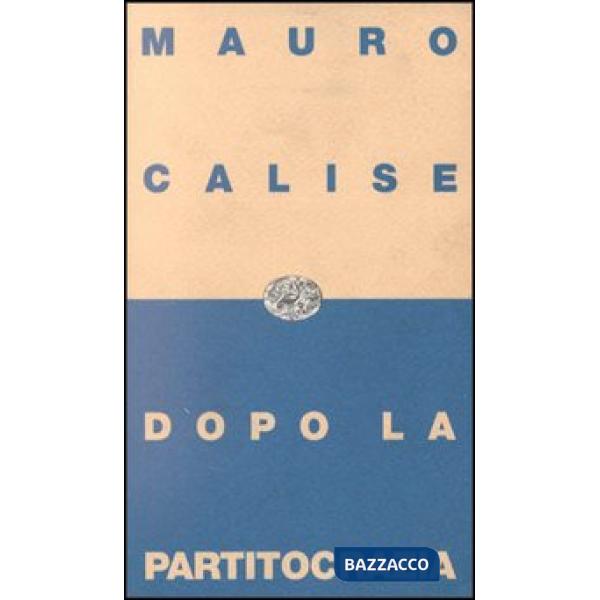 MAURO
CALISE
DOPO LA
PARTITOC A
BAZZACCO